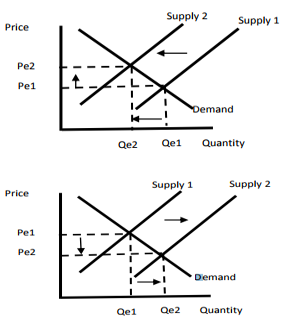 Supply 2
Supply 1
Price
Pe2
Pe1
Demand
Qe2 Qe1 Quantity
Supply 1 Supply 2
Price
Pe1
Pe2
Demand
Qe1 Qe2 Quantity